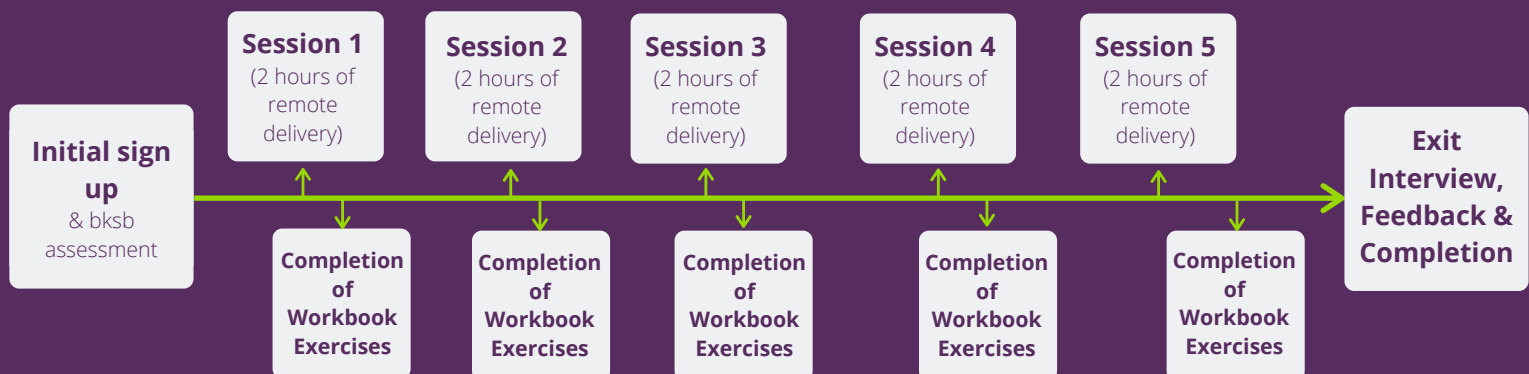 Initial sign
up
& bksb
assessment
Session 1
(2 hours of
remote
delivery)
Completion
of
Workbook
Exercises
Session 2
(2 hours of
remote
delivery)
Completion
of
Workbook
Exercises
Session 3
(2 hours of
remote
delivery)
Completion
of
Workbook
Exercises
Session 4
(2 hours of
remote
delivery)
Completion
of
Workbook
Exercises
Session 5
(2 hours of
remote
delivery)
Completion
of
Workbook
Exercises
Exit
Interview,
Feedback &
Completion